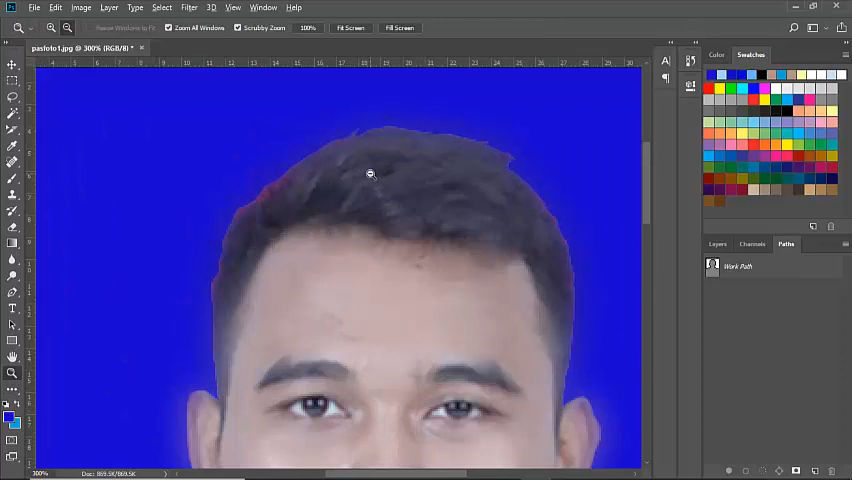 Ps File Edit Image Layer Type Select Filter 3D View Window Help
Zoom All Windows Scrubby Zoom 100% Fit Screen Fill Screen
pasfoto1.jpg @ 300% (RGB/8) *
Color Swatches
Layers Channels Paths
Work Path
300% Doc: 869.5K/869.5K